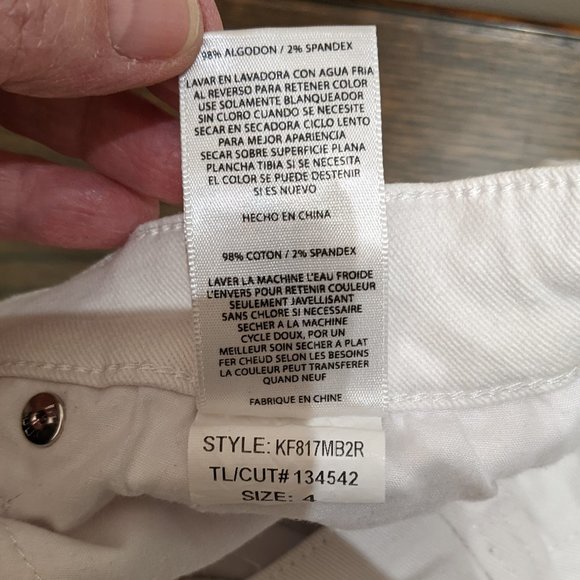 98% ALGODON / 2% SPANDEX
LAVAR EN LAVADORA CON AGUA FRIA
AL REVERSO PARA RETENER COLOR
USE SOLAMENTE BLANQUEADOR
SIN CLORO CUANDO SE NECESITE
SECAR EN SECADORA CICLO LENTO
PARA MEJOR APARIENCIA
SECAR SOBRE SUPERFICIE PLANA
PLANCHA TIBIA SI SE NECESITA
EL COLOR SE PUEDE DESTENIR
SI ES NUEVO
HECHO EN CHINA
98% COTON / 2% SPANDEX
LAVER LA MACHINE L'EAU FROIDE
L'ENVERS POUR RETENIR COULEUR
SEULEMENT JAVELLISANT
SANS CHLORE SI NECESSAIRE
SECHER A LA MACHINE
CYCLE DOUX, POR UN
MEILLEUR SOIN SECHER A PLAT
FER CHEUD SELON LES BESOINS
LA COULEUR PEUT TRANSFERER
QUAND NEUF
FABRIQUE EN CHINE
STYLE: KF817MB2R
TL/CUT# 134542
SIZE: 4